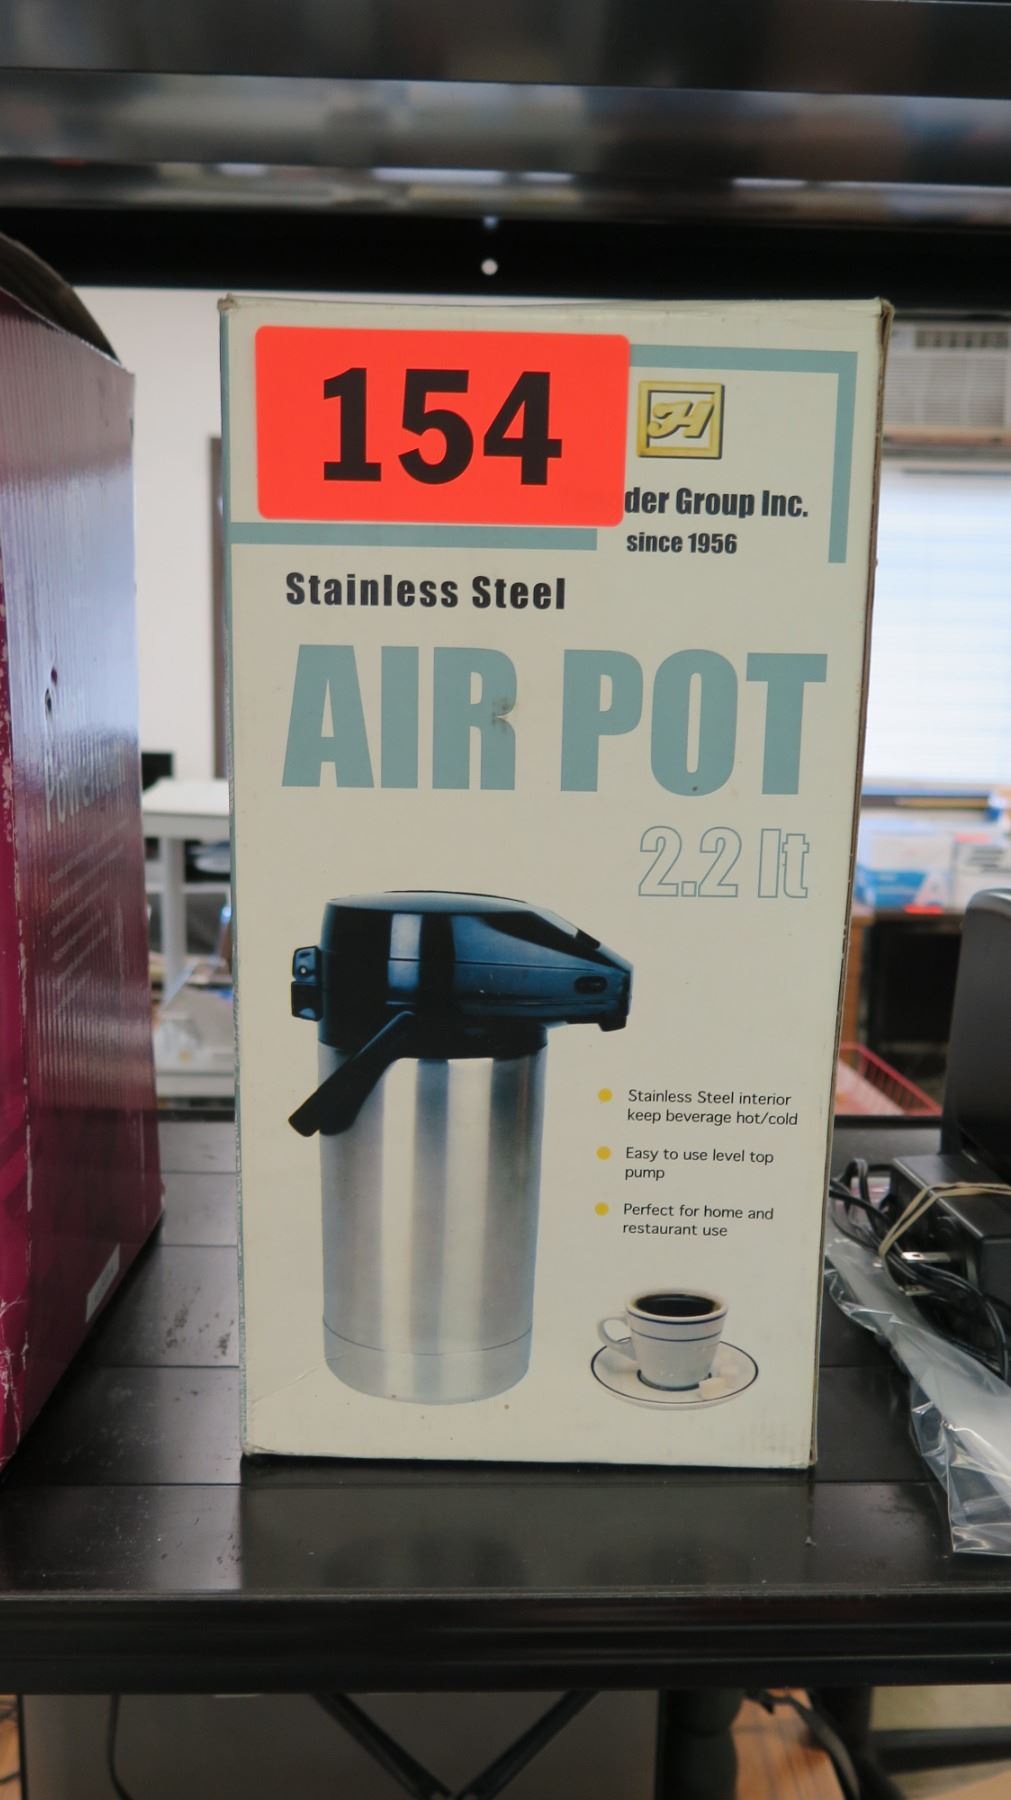 154
H
der Group Inc.
since 1956
Stainless Steel
AIR POT
2.2 lt
Stainless Steel interior
keep beverage hot/cold
Easy to use level top
pump
Perfect for home and
restaurant use